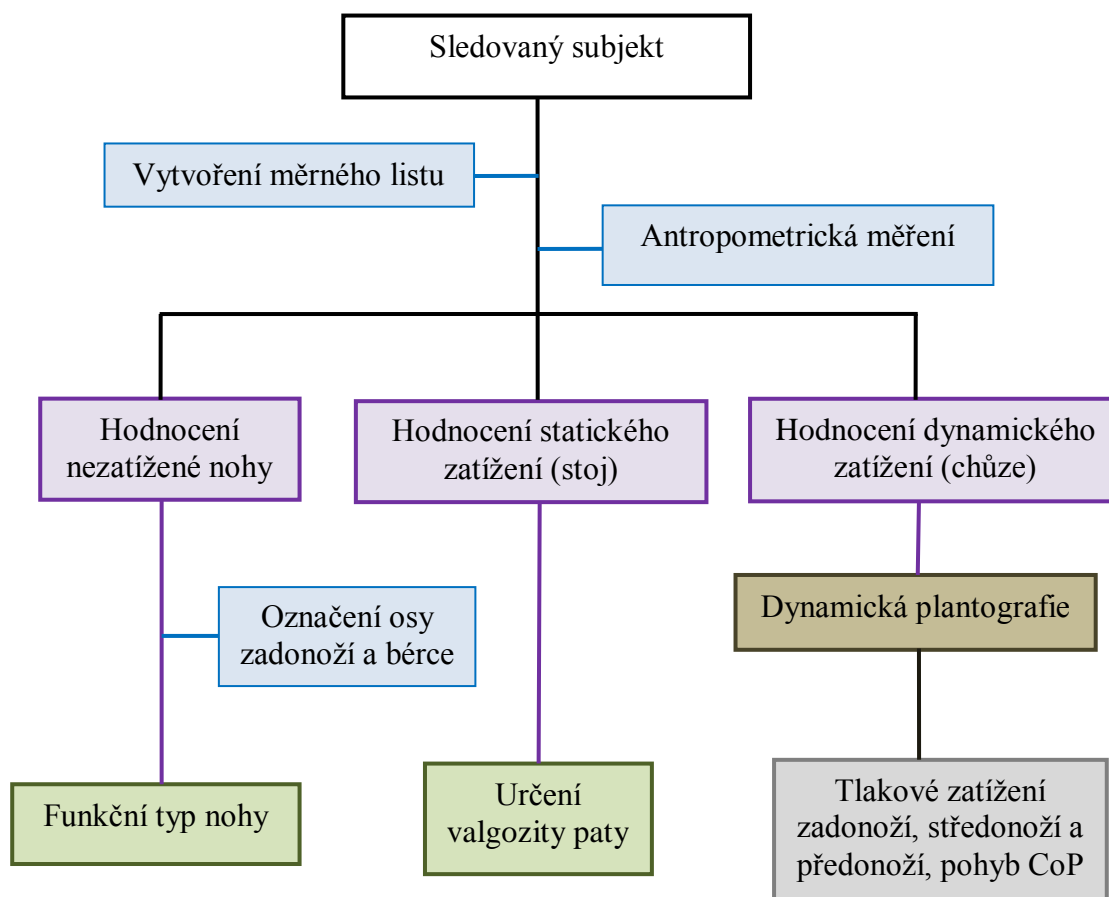 Sledovaný subjekt
Vytvoření měrného listu
Antropometrická měření
Hodnocení
nezatížené nohy
Hodnocení statického
zatížení (stoj)
Hodnocení dynamického
zatížení (chůze)
Označení osy
zadonoží a bérce
Dynamická plantografie
Funkční typ nohy
Určení
valgozity paty
Tlakové zatížení
zadonoží, středonoží a
předonoží, pohyb CoP